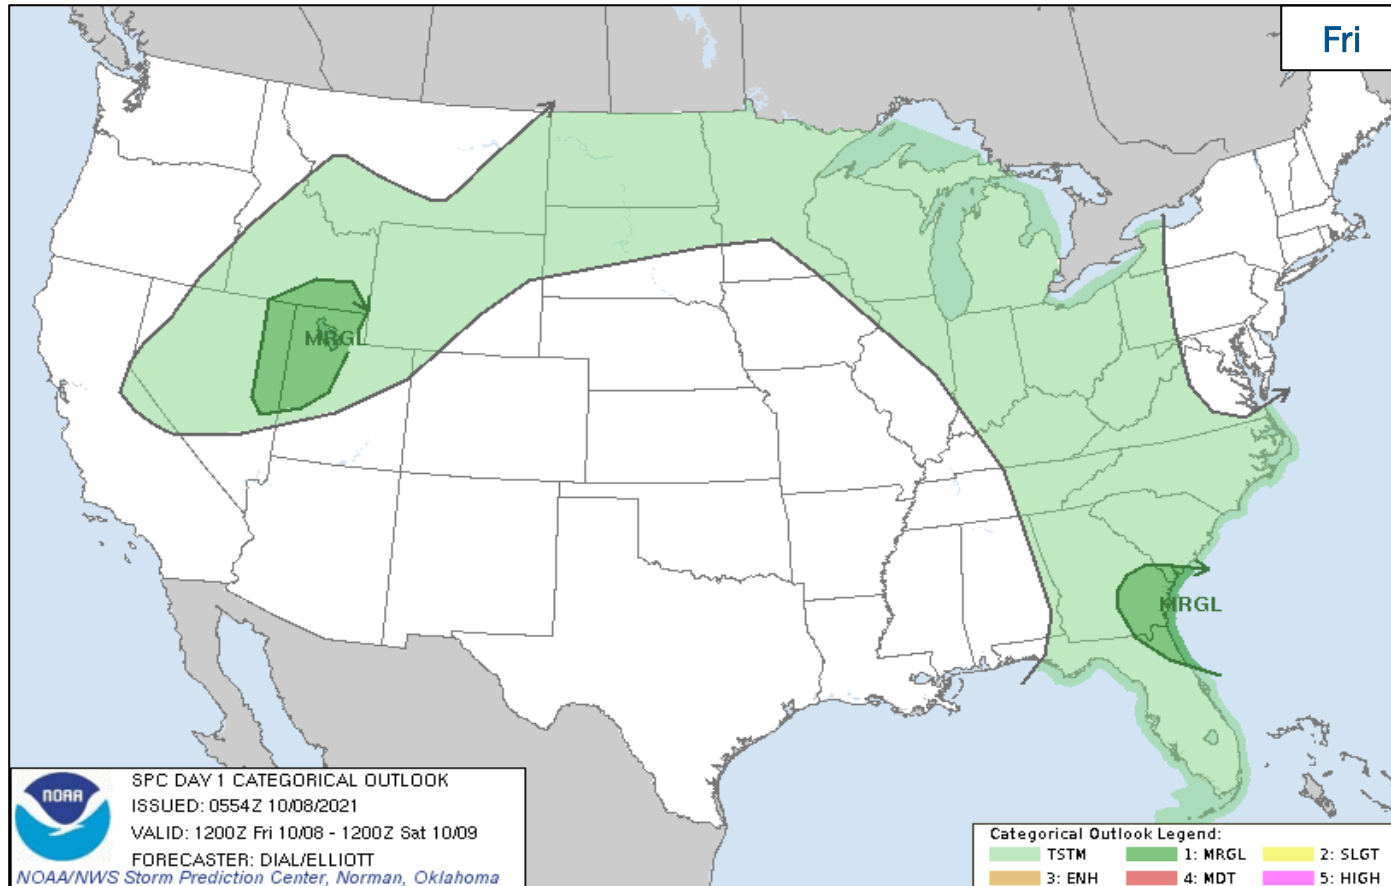 Fri
MRGL
MRGL
NOAA
SPC DAY 1 CATEGORICAL OUTLOOK
ISSUED: 0554Z 10/08/2021
VALID: 1200Z Fri 10/08 - 1200Z Sat 10/09
FORECASTER: DIAL/ELLIOTT
NOAA/NWS Storm Prediction Center, Norman, Oklahoma
Categorical Outlook Legend:
TSTM 1: MRGL 2: SLGT
3: ENH 4: MDT 5: HIGH